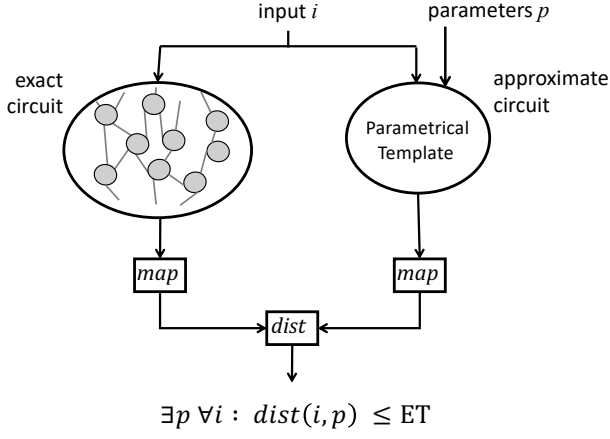 input i
parameters p
exact
circuit
approximate
circuit
Parametrical
Template
map
map
dist
∃p ∀i : dist(i, p) ≤ ET